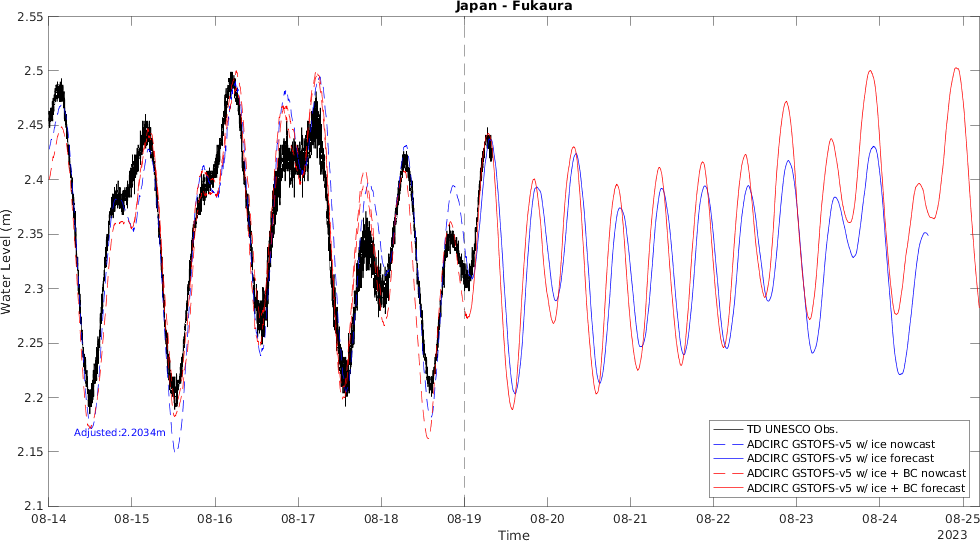 Japan - Fukaura
2.55
2.5
2.45
2.4
2.35
2.3
2.25
2.2
2.15
2.1
Water Level (m)
Adjusted:2.2034m
TD UNESCO Obs.
ADCIRC GSTOFS-v5 w/ ice nowcast
ADCIRC GSTOFS-v5 w/ ice forecast
ADCIRC GSTOFS-v5 w/ ice + BC nowcast
ADCIRC GSTOFS-v5 w/ ice + BC forecast
08-14 08-15 08-16 08-17 08-18 08-19 08-20 08-21 08-22 08-23 08-24 08-25
Time
2023